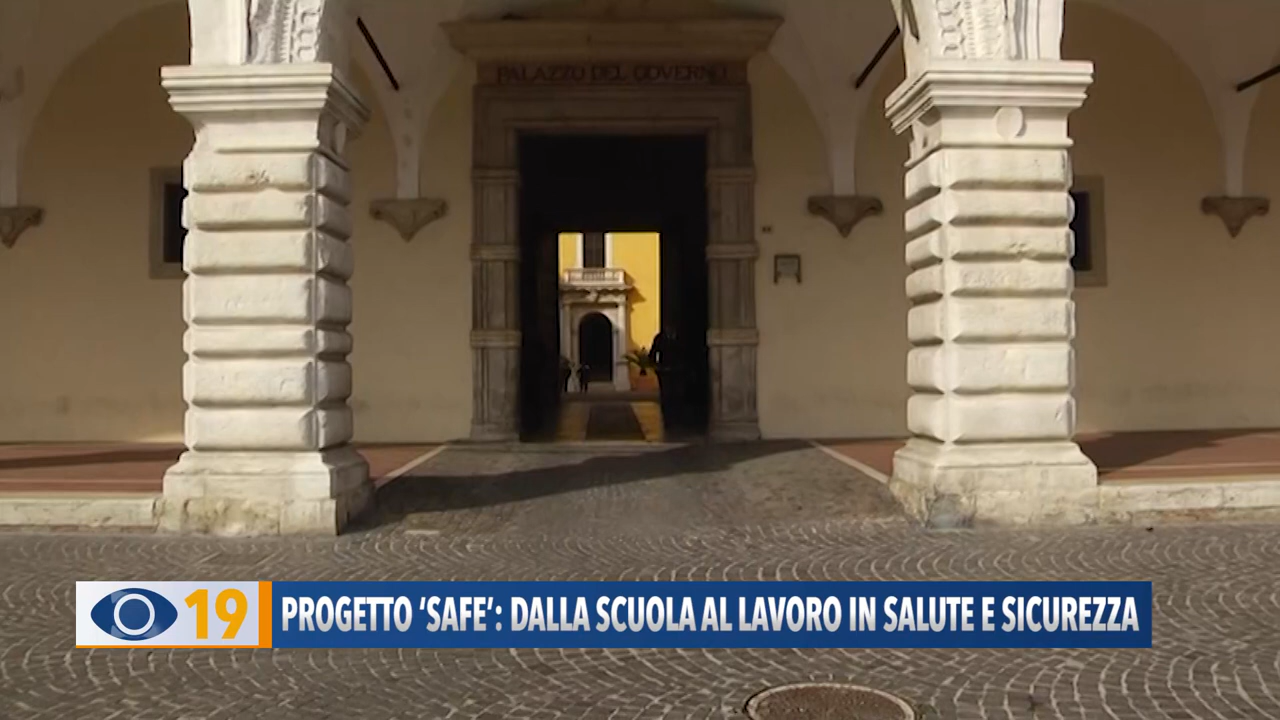 PALAZZO DEL GOVERNO
19 PROGETTO ‘SAFE’: DALLA SCUOLA AL LAVORO IN SALUTE E SICUREZZA